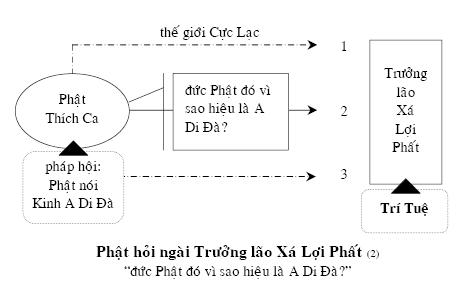 thế giới Cực Lạc
1
Phật
Thích Ca
đức Phật đó vì
sao hiệu là A
Di Đà?
2
Trưởng
lão
Xá
Lợi
Phất
pháp hội:
Phật nói
Kinh A Di Đà
3
Trí Tuệ
Phật hỏi ngài Trưởng lão Xá Lợi Phất (2)
“đức Phật đó vì sao hiệu là A Di Đà?”